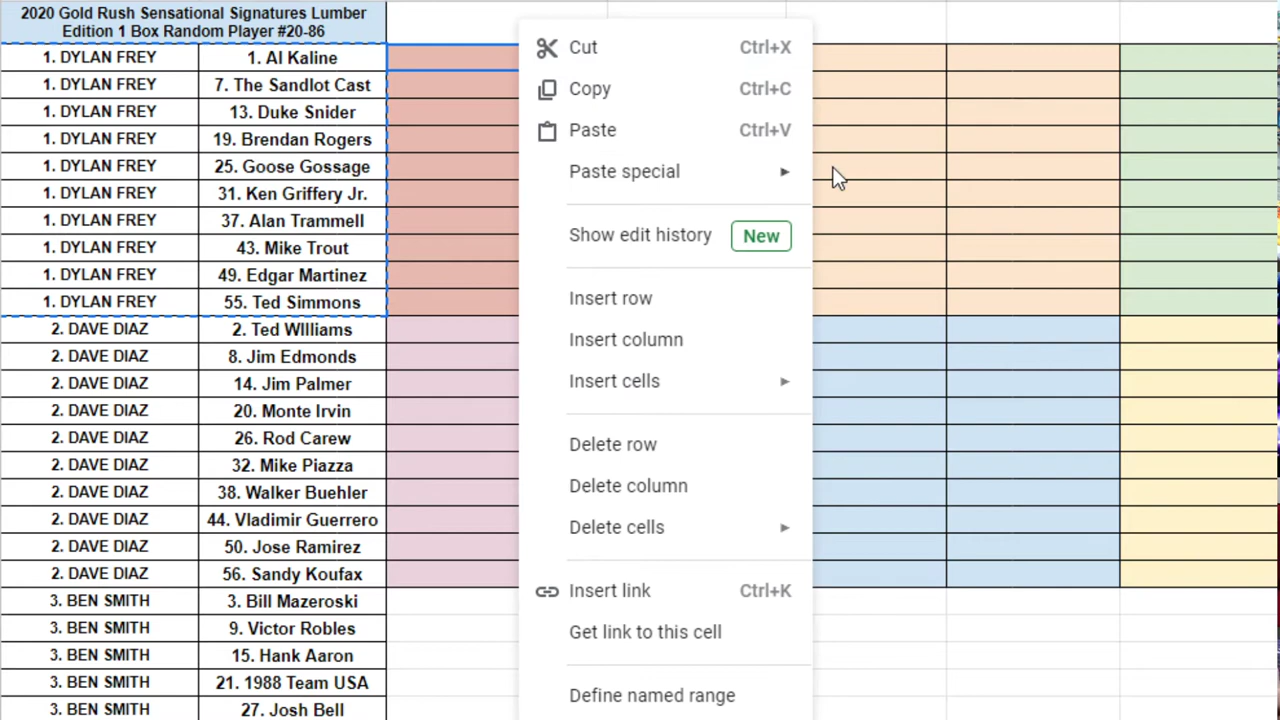 2020 Gold Rush Sensational Signatures Lumber
Edition 1 Box Random Player #20-86
1. DYLAN FREY 1. Al Kaline
1. DYLAN FREY 7. The Sandlot Cast
1. DYLAN FREY 13. Duke Snider
1. DYLAN FREY 19. Brendan Rogers
1. DYLAN FREY 25. Goose Gossage
1. DYLAN FREY 31. Ken Griffery Jr.
1. DYLAN FREY 37. Alan Trammell
1. DYLAN FREY 43. Mike Trout
1. DYLAN FREY 49. Edgar Martinez
1. DYLAN FREY 55. Ted Simmons
2. DAVE DIAZ 2. Ted WIlliams
2. DAVE DIAZ 8. Jim Edmonds
2. DAVE DIAZ 14. Jim Palmer
2. DAVE DIAZ 20. Monte Irvin
2. DAVE DIAZ 26. Rod Carew
2. DAVE DIAZ 32. Mike Piazza
2. DAVE DIAZ 38. Walker Buehler
2. DAVE DIAZ 44. Vladimir Guerrero
2. DAVE DIAZ 50. Jose Ramirez
2. DAVE DIAZ 56. Sandy Koufax
3. BEN SMITH 3. Bill Mazeroski
3. BEN SMITH 9. Victor Robles
3. BEN SMITH 15. Hank Aaron
3. BEN SMITH 21. 1988 Team USA
3. BEN SMITH 27. Josh Bell
Cut Ctrl+X
Copy Ctrl+C
Paste Ctrl+V
Paste special
Show edit history New
Insert row
Insert column
Insert cells
Delete row
Delete column
Delete cells
Insert link Ctrl+K
Get link to this cell
Define named range